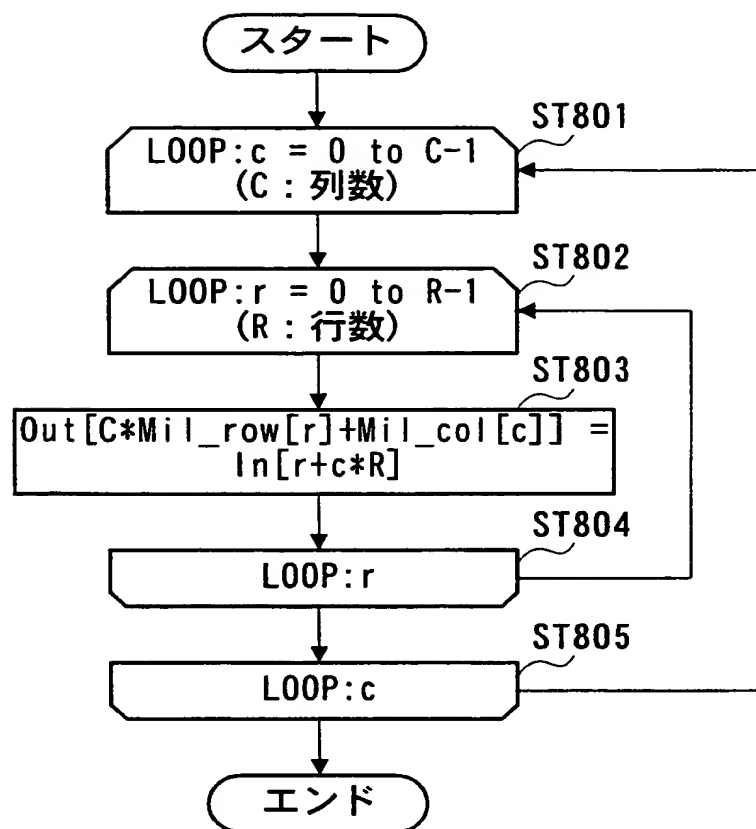 スタート
ST801
LOOP:c = 0 to C-1
(C : 列数)
ST802
LOOP:r = 0 to R-1
(R : 行数)
ST803
Out[C*Mil_row[r]+Mil_col[c]] =
In[r+c*R]
ST804
LOOP:r
ST805
LOOP:c
エンド